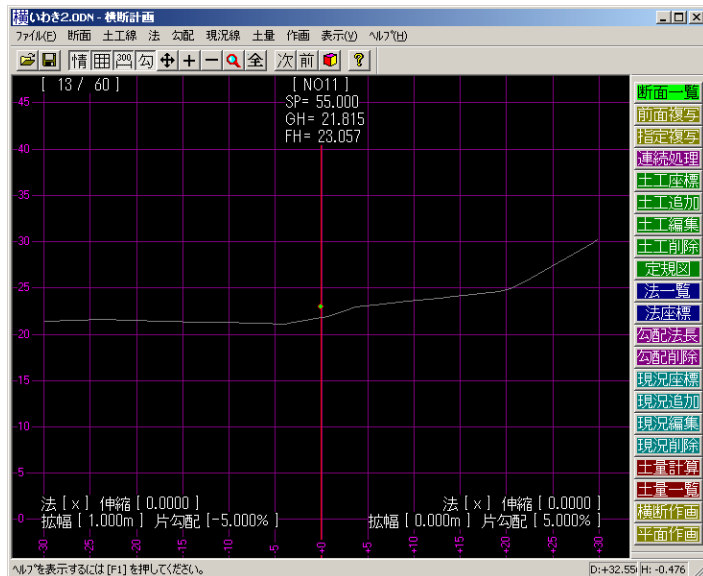 横 いわき2.ODN - 横断計画
ファイル(F) 断面 土工線 法 勾配 現況線 土量 作画 表示(V) ヘルプ(H)
情 300 勾 全 次 前 ?
[ 13 / 60 ] [ NO11 ]
SP= 55.000
GH= 21.815
FH= 23.057
45
40
35
30
25
20
15
10
5
0
法 [ x ] 伸縮 [ 0.0000 ] 法 [ x ] 伸縮 [ 0.0000 ]
拡幅 [ 1.000m ] 片勾配 [-5.000% ] 拡幅 [ 0.000m ] 片勾配 [ 5.000% ]
-30 -25 -20 -15 -10 -5 +0 +5 +10 +15 +20 +25 +30
断面一覧
前面複写
指定複写
連続処理
土工座標
土工追加
土工編集
土工削除
定規図
法一覧
法座標
勾配法長
勾配削除
現況座標
現況追加
現況編集
現況削除
土量計算
土量一覧
横断作画
平面作画
ヘルプを表示するには [F1] を押してください。 D:+32.55 H: -0.476